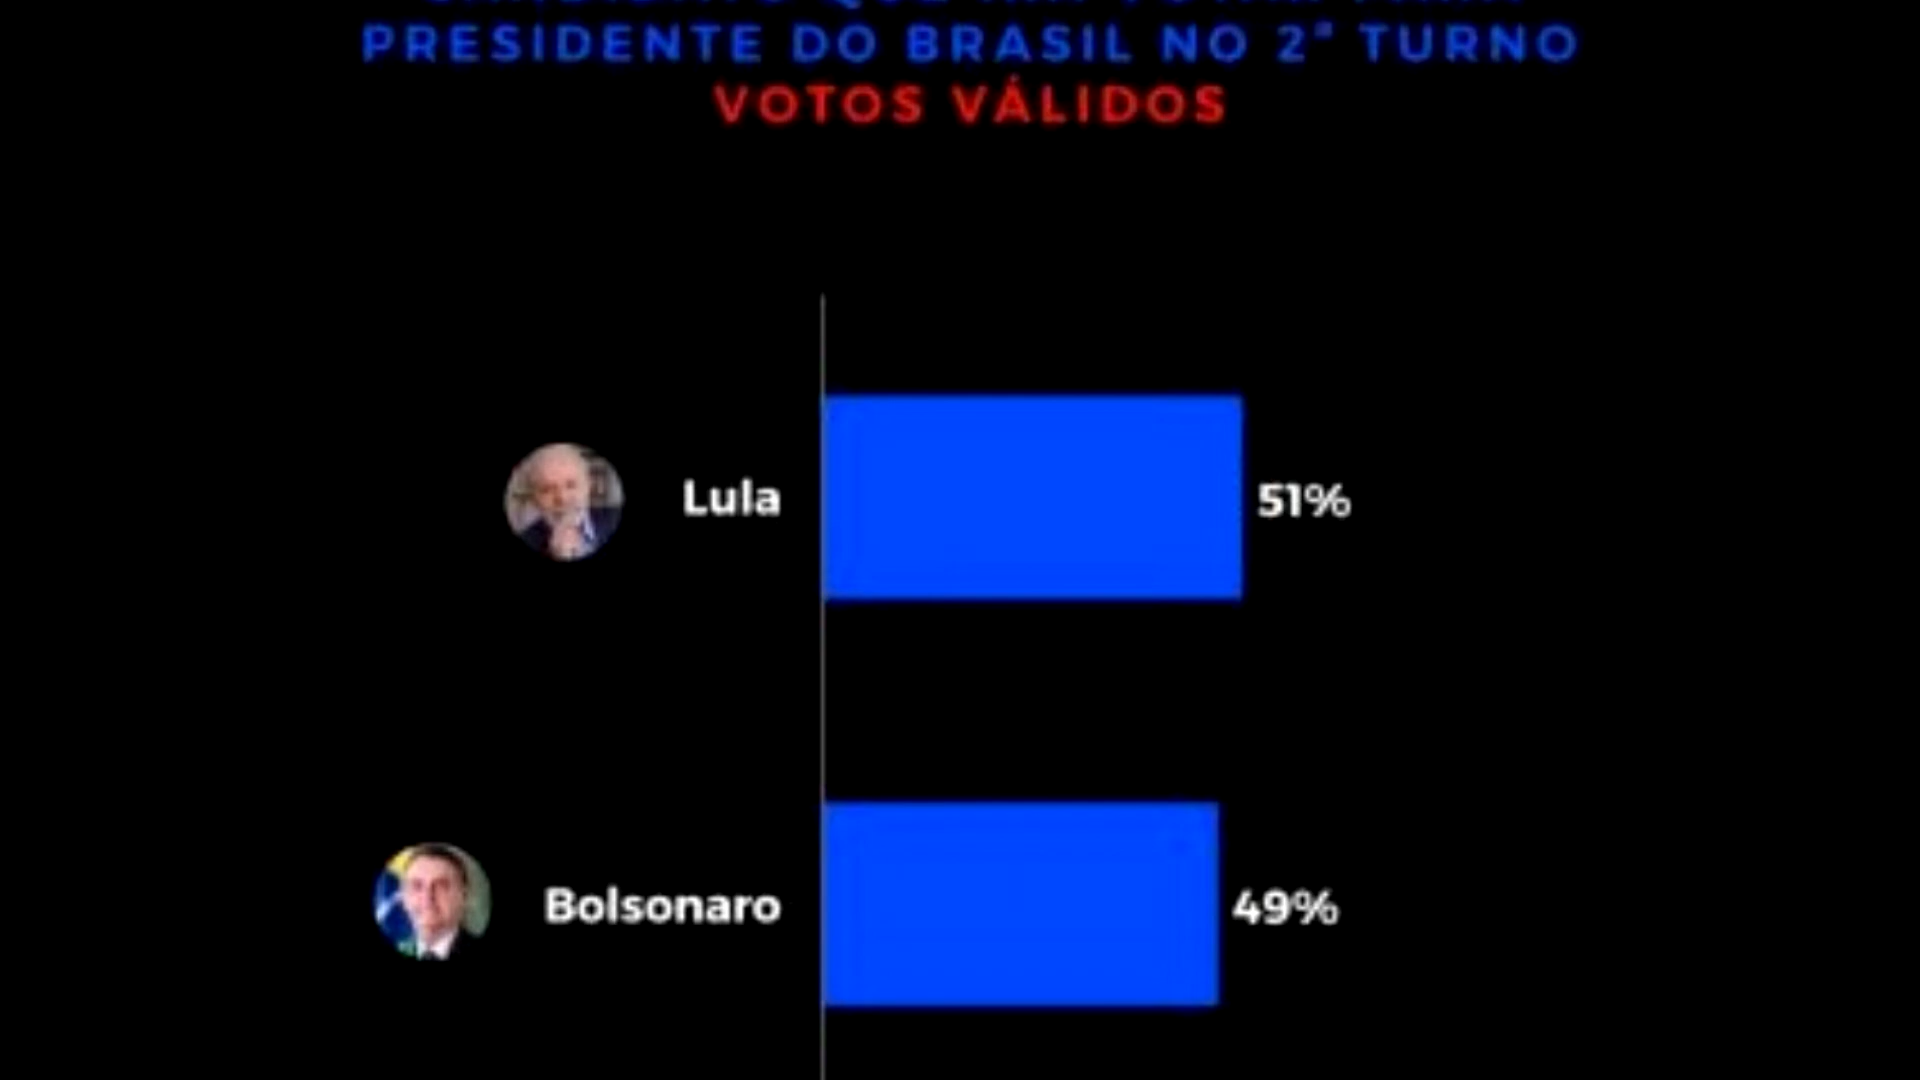 PRESIDENTE DO BRASIL NO 2º TURNO
VOTOS VÁLIDOS
Lula 51%
Bolsonaro 49%